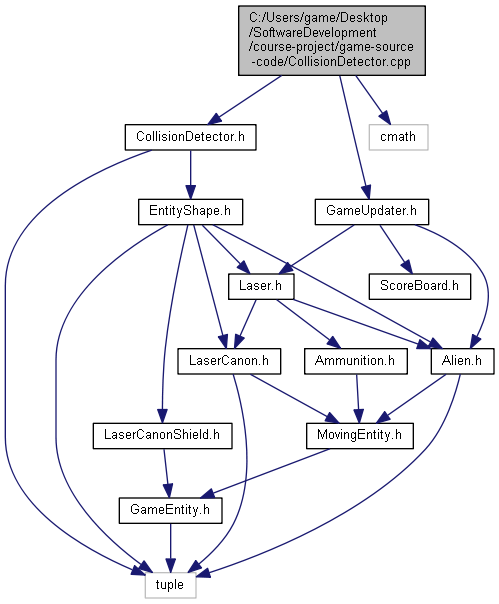 C:/Users/game/Desktop
/SoftwareDevelopment
/course-project/game-source
-code/CollisionDetector.cpp
CollisionDetector.h
cmath
EntityShape.h
GameUpdater.h
Laser.h
ScoreBoard.h
LaserCanon.h
Ammunition.h
Alien.h
LaserCanonShield.h
MovingEntity.h
GameEntity.h
tuple